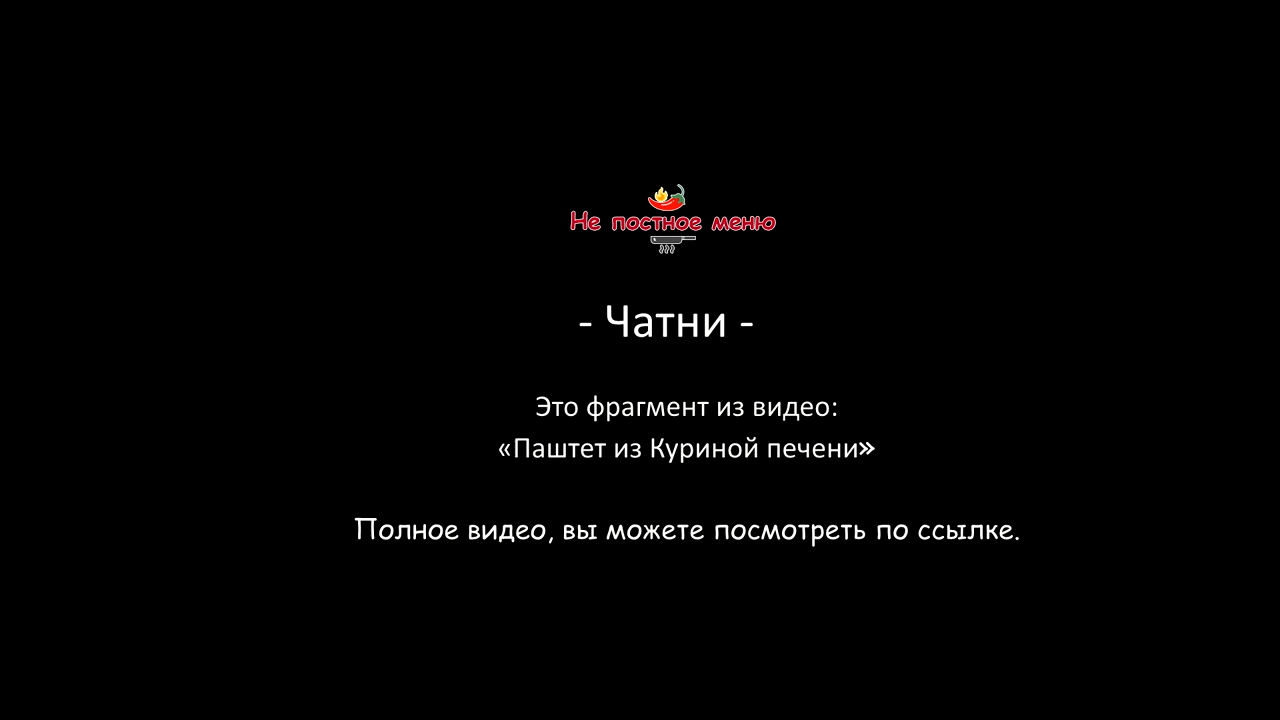 Не постное меню
- Чатни -
Это фрагмент из видео:
«Паштет из Куриной печени»
Полное видео, вы можете посмотреть по ссылке.